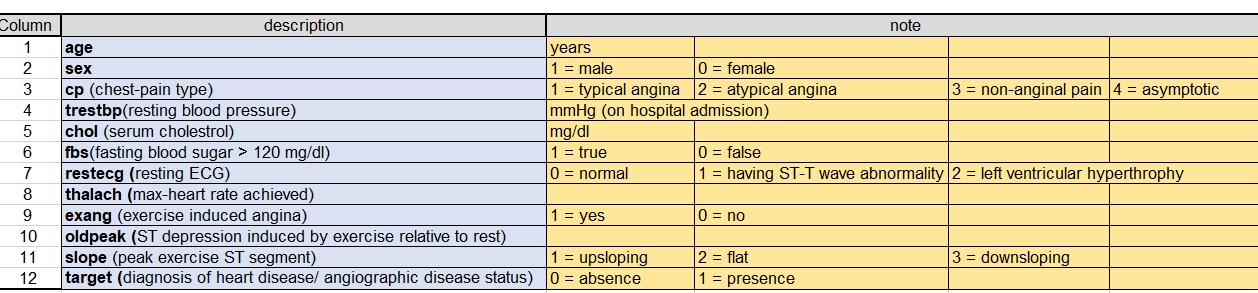 Column description note
1 age years
2 sex 1 = male 0 = female
3 cp (chest-pain type) 1 = typical angina 2 = atypical angina 3 = non-anginal pain 4 = asymptotic
4 trestbp(resting blood pressure) mmHg (on hospital admission)
5 chol (serum cholestrol) mg/dl
6 fbs(fasting blood sugar > 120 mg/dl) 1 = true 0 = false
7 restecg (resting ECG) 0 = normal 1 = having ST-T wave abnormality 2 = left ventricular hyperthrophy
8 thalach (max-heart rate achieved)
9 exang (exercise induced angina) 1 = yes 0 = no
10 oldpeak (ST depression induced by exercise relative to rest)
11 slope (peak exercise ST segment) 1 = upsloping 2 = flat 3 = downsloping
12 target (diagnosis of heart disease/ angiographic disease status) 0 = absence 1 = presence